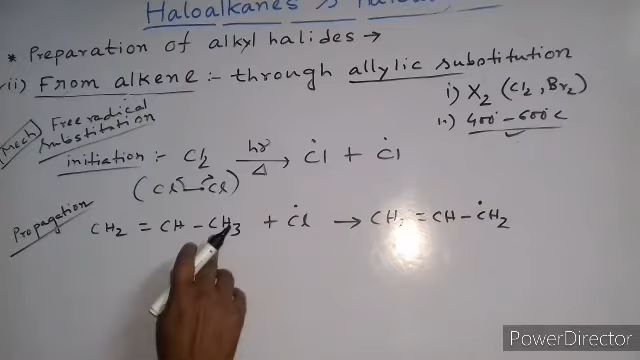 Haloalkanes
* Preparation of alkyl halides →
ii) From alkene :- through allylic substitution
i) X₂ (Cl₂, Br₂)
ii) 400° - 600°C
Mech
Free radical
substitution
initiation :- Cl₂ hν Δ → Ċl + Ċl
(Cl - Cl)
Propagation CH₂ = CH - CH₃ + Ċl → CH₂ = CH - ĊH₂
PowerDirector